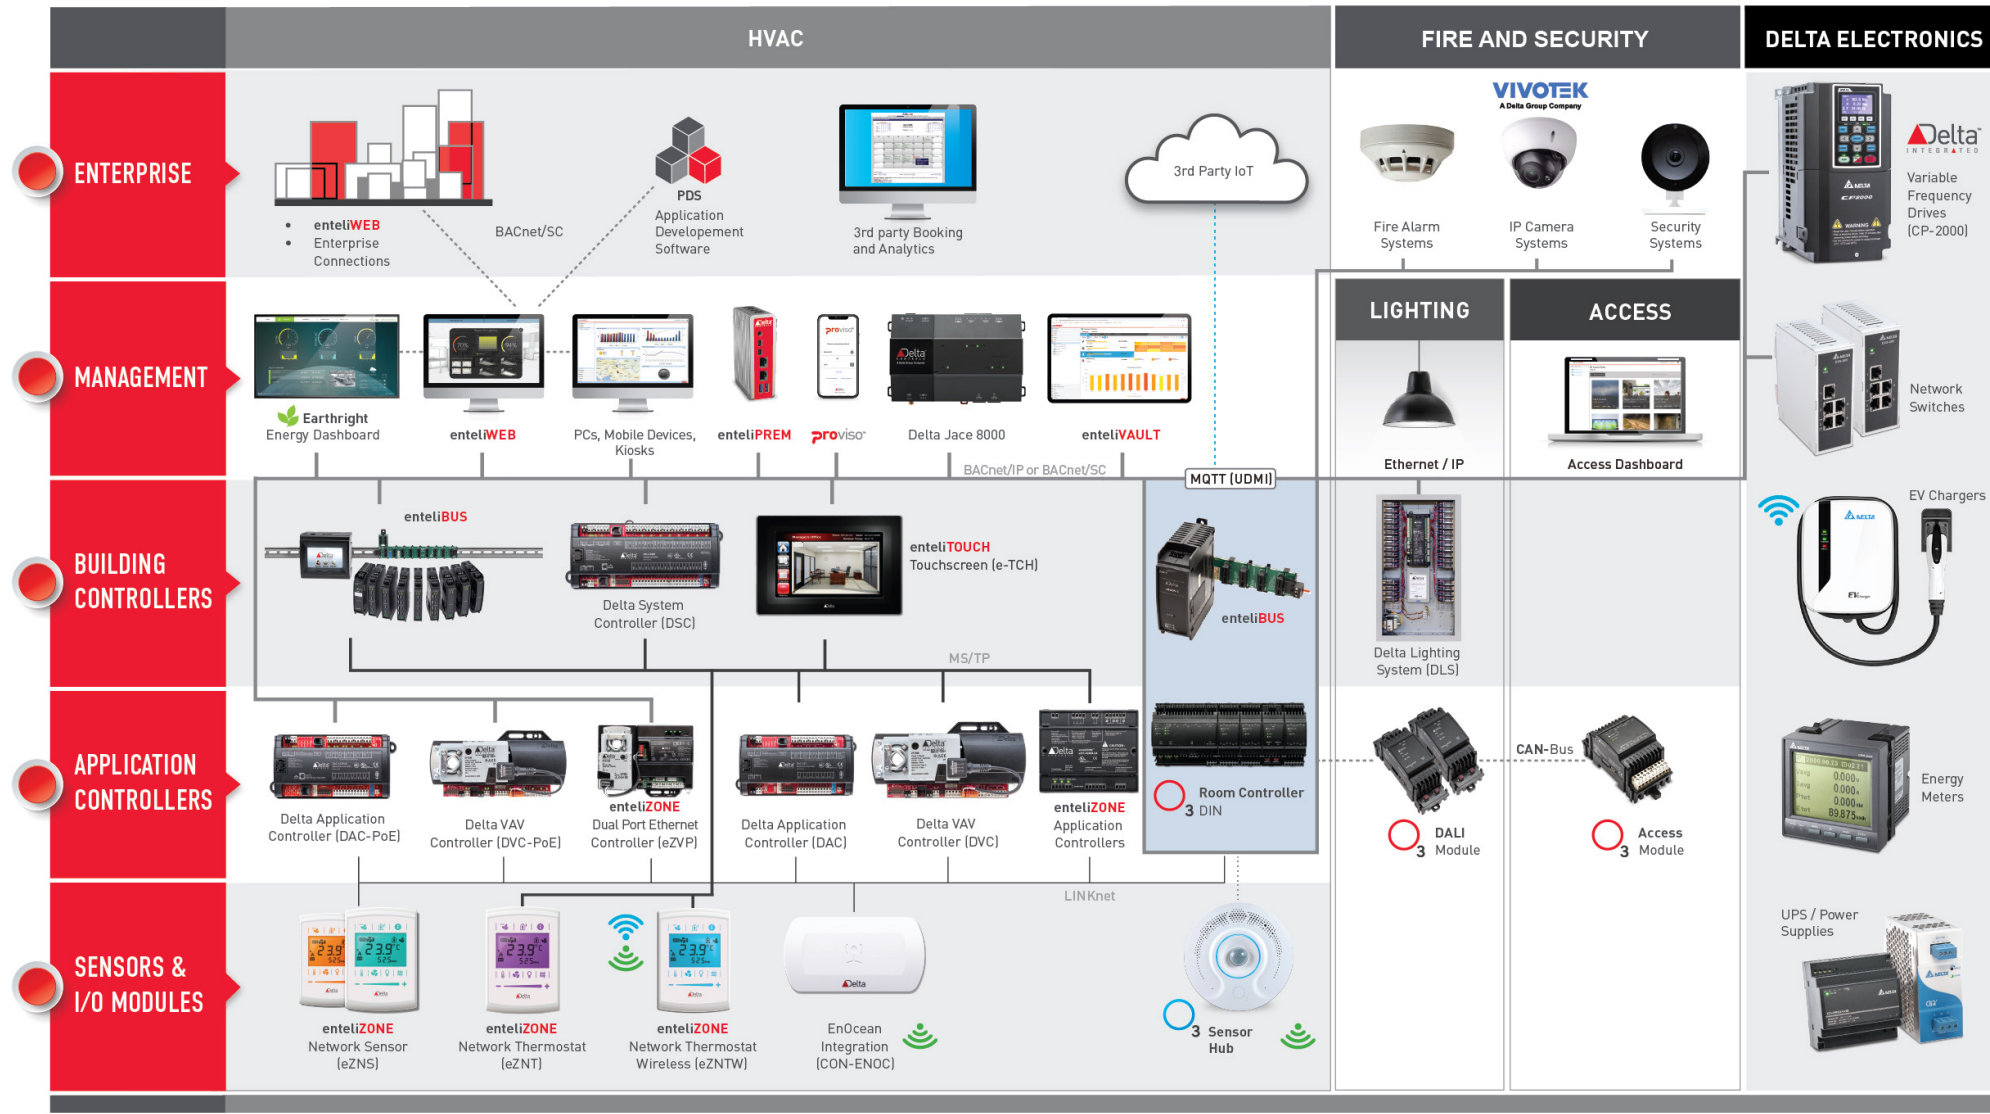 HVAC
FIRE AND SECURITY
DELTA ELECTRONICS
ENTERPRISE
enteliWEB
Enterprise
Connections
BACnet/SC
PDS
Application
Developement
Software
3rd party Booking
and Analytics
3rd Party IoT
VIVOTEK
A Delta Group Company
Fire Alarm
Systems
IP Camera
Systems
Security
Systems
Delta
INTEGRATED
Variable
Frequency
Drives
(CP-2000)
MANAGEMENT
Earthright
Energy Dashboard
enteliWEB
PCs, Mobile Devices,
Kiosks
enteliPREM
proviso
Delta Jace 8000
enteliVAULT
BACnet/IP or BACnet/SC
MQTT (UDMI)
LIGHTING
Ethernet / IP
ACCESS
Access Dashboard
Network
Switches
BUILDING
CONTROLLERS
enteliBUS
Delta System
Controller (DSC)
enteliTOUCH
Touchscreen (e-TCH)
enteliBUS
MS/TP
Delta Lighting
System (DLS)
EV Chargers
APPLICATION
CONTROLLERS
Delta Application
Controller (DAC-PoE)
Delta VAV
Controller (DVC-PoE)
enteliZONE
Dual Port Ethernet
Controller (eZVP)
Delta Application
Controller (DAC)
Delta VAV
Controller (DVC)
enteliZONE
Application
Controllers
Room Controller
3 DIN
DALI
3 Module
CAN-Bus
Access
3 Module
Energy
Meters
LINKnet
SENSORS &
I/O MODULES
enteliZONE
Network Sensor
(eZNS)
enteliZONE
Network Thermostat
(eZNT)
enteliZONE
Network Thermostat
Wireless (eZNTW)
EnOcean
Integration
(CON-ENOC)
3 Sensor
Hub
UPS / Power
Supplies